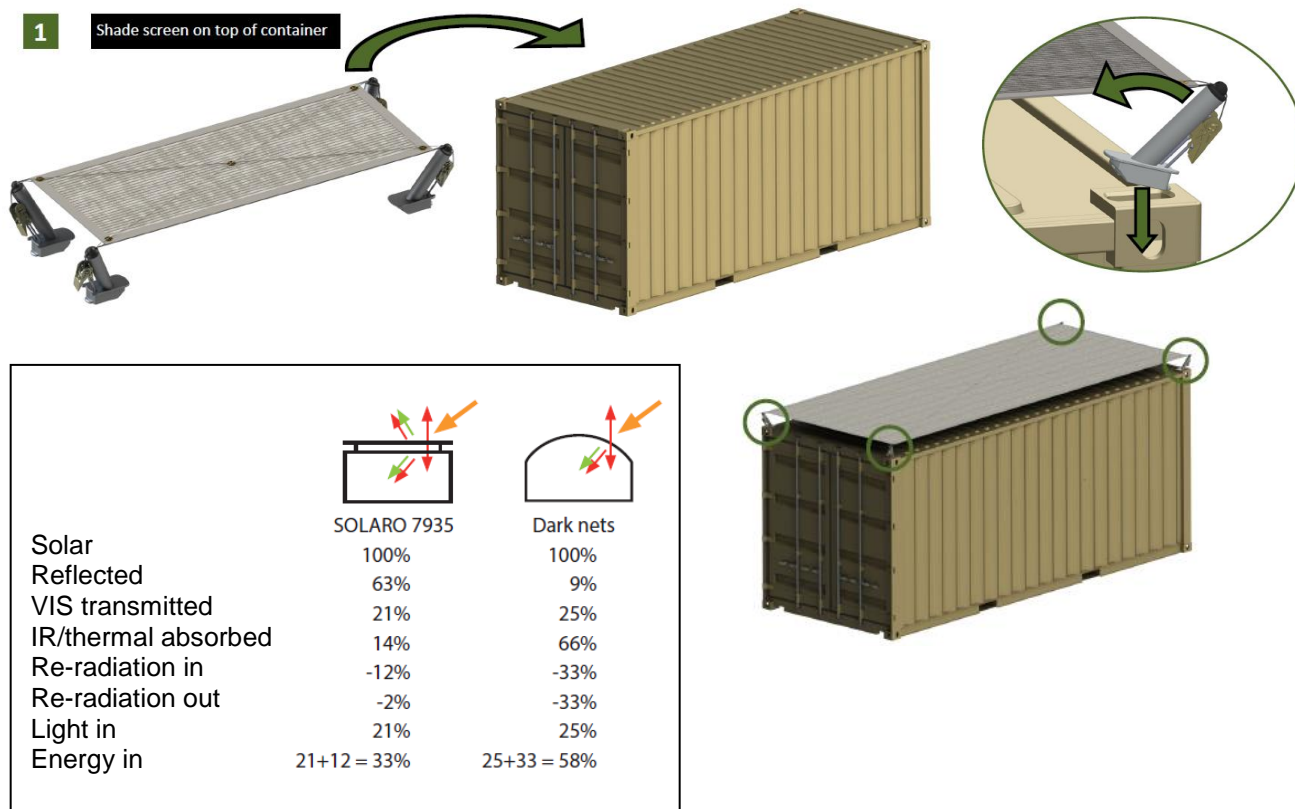 1
Shade screen on top of container
SOLARO 7935 Dark nets
Solar 100% 100%
Reflected 63% 9%
VIS transmitted 21% 25%
IR/thermal absorbed 14% 66%
Re-radiation in -12% -33%
Re-radiation out -2% -33%
Light in 21% 25%
Energy in 21+12 = 33% 25+33 = 58%